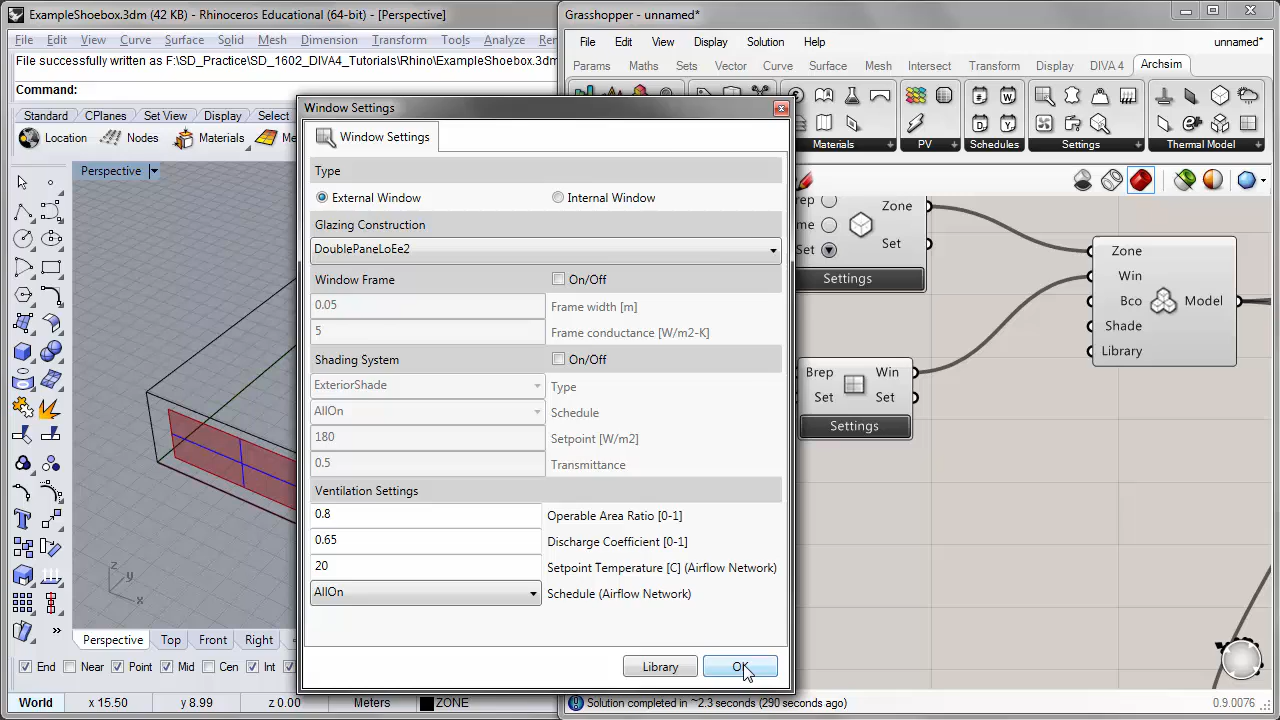 ExampleShoebox.3dm (42 KB) - Rhinoceros Educational (64-bit) - [Perspective]
Grasshopper - unnamed*
File Edit View Curve Surface Solid Mesh Dimension Transform Tools Analyze
File Edit View Display Solution Help
unnamed*
File successfully written as F:\SD_Practice\SD_1602_DIVA4_Tutorials\Rhino\ExampleShoebox.3dm
Params Maths Sets Vector Curve Surface Mesh Intersect Transform Display DIVA 4 Archsim
Command:
Window Settings
Standard CPlanes Set View Display Select
Location Nodes Materials
Window Settings
Materials PV Schedules Settings Thermal Model
Perspective
Type
External Window
Internal Window
Glazing Construction
DoublePaneLoEe2
Window Frame
On/Off
0.05
Frame width [m]
5
Frame conductance [W/m2-K]
Shading System
On/Off
ExteriorShade
Type
AllOn
Schedule
180
Setpoint [W/m2]
0.5
Transmittance
Ventilation Settings
0.8
Operable Area Ratio [0-1]
0.65
Discharge Coefficient [0-1]
20
Setpoint Temperature [C] (Airflow Network)
AllOn
Schedule (Airflow Network)
Library
OK
Zone
Set
Set
Settings
Zone
Win
Bco
Shade
Library
Model
Brep
Set
Win
Set
Settings
z
y
x
Perspective Top Front Right
End Near Point Mid Cen Int
World x 15.50 y 8.99 z 0.00 Meters ZONE
Solution completed in ~2.3 seconds (290 seconds ago)
0.9.0076